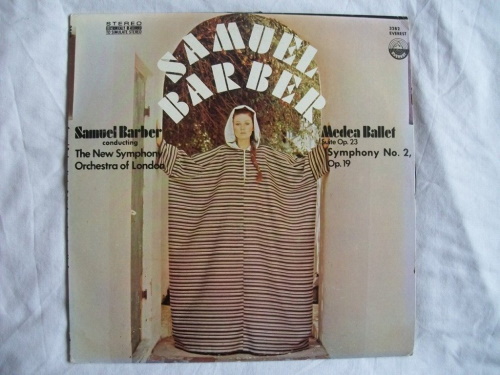 STEREO
3282
EVEREST
SAMUEL
BARBER
Samuel Barber
conducting
The New Symphony
Orchestra of London
Medea Ballet
Suite Op. 23
Symphony No. 2,
Op. 19